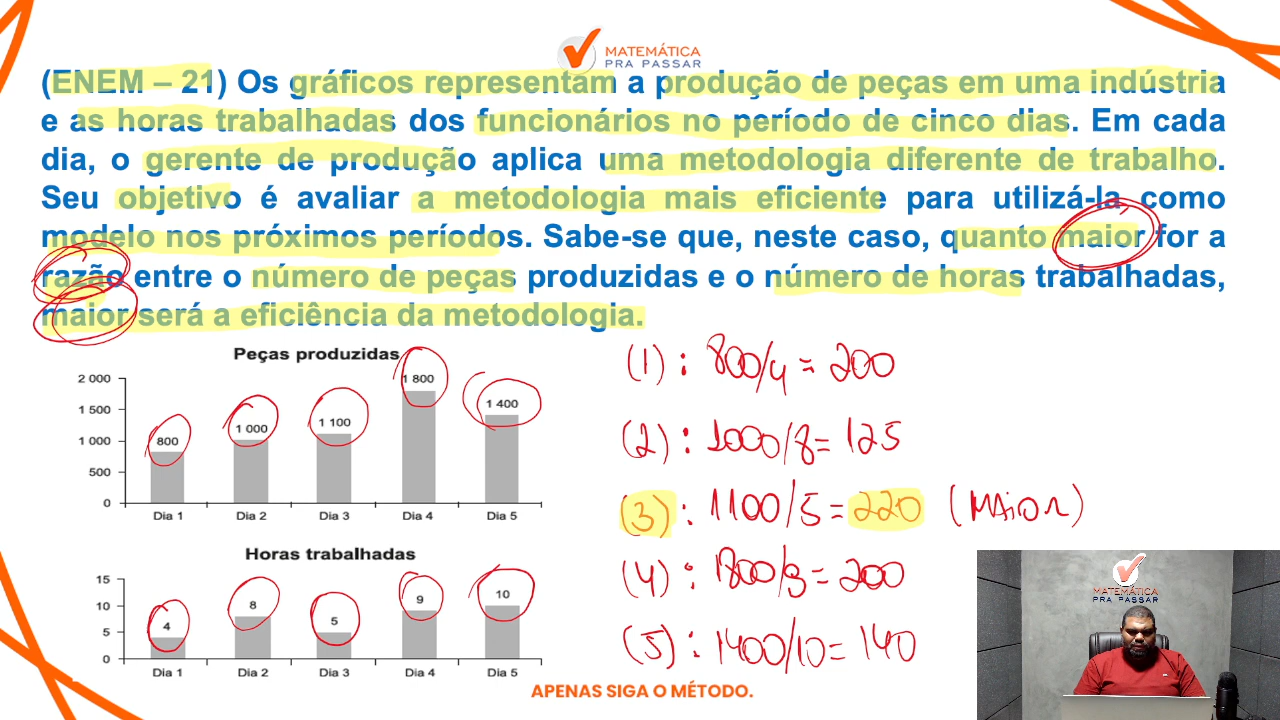 MATEMÁTICA
PRA PASSAR
(ENEM – 21) Os gráficos representam a produção de peças em uma indústria
e as horas trabalhadas dos funcionários no período de cinco dias. Em cada
dia, o gerente de produção aplica uma metodologia diferente de trabalho.
Seu objetivo é avaliar a metodologia mais eficiente para utilizá-la como
modelo nos próximos períodos. Sabe-se que, neste caso, quanto maior for a
razão entre o número de peças produzidas e o número de horas trabalhadas,
maior será a eficiência da metodologia.
Peças produzidas
2 000
1 500
1 000
500
0
800
1 000
1 100
1 800
1 400
Dia 1 Dia 2 Dia 3 Dia 4 Dia 5
Horas trabalhadas
15
10
5
0
4
8
5
9
10
Dia 1 Dia 2 Dia 3 Dia 4 Dia 5
(1) : 800/4 = 200
(2) : 1000/8 = 125
(3) : 1100/5 = 220 (MAIOR)
(4) : 1800/9 = 200
(5) : 1400/10 = 140
MATEMÁTICA
PRA PASSAR
APENAS SIGA O MÉTODO.